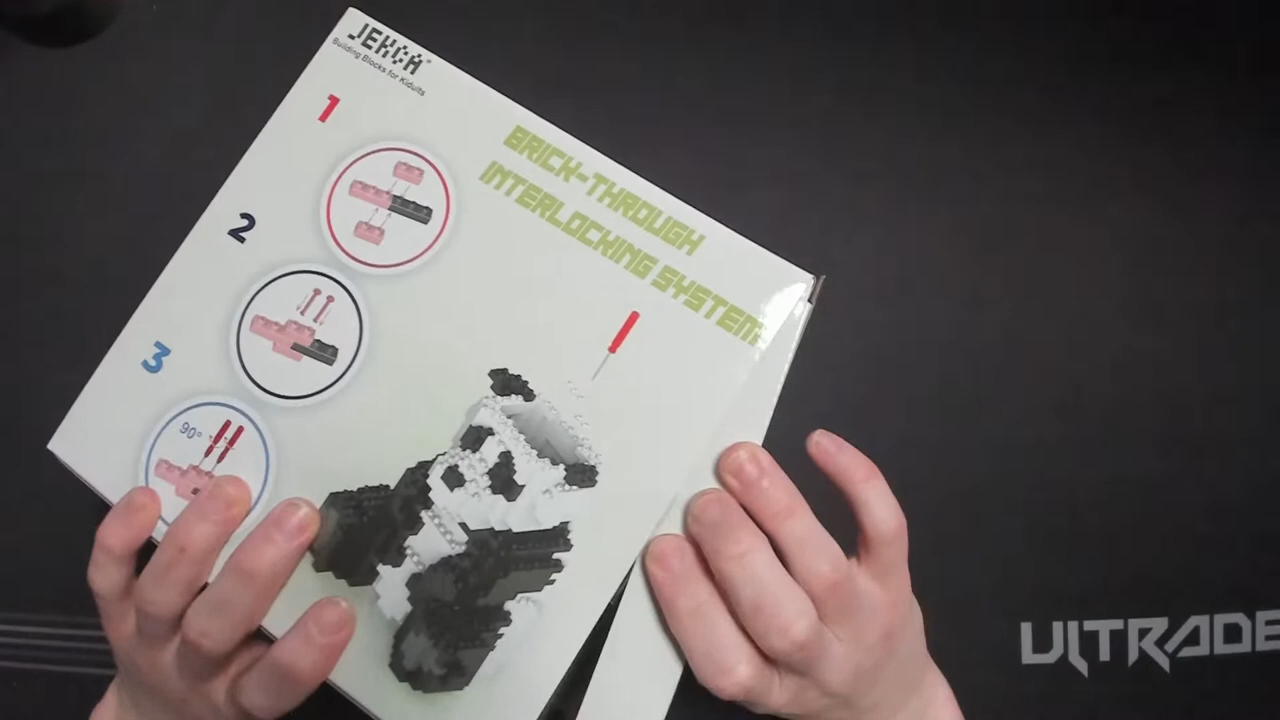 JEKCA
Building Blocks for Kidults
1
BRICK-THROUGH
INTERLOCKING SYSTEM
2
3
90°
ULTRADE